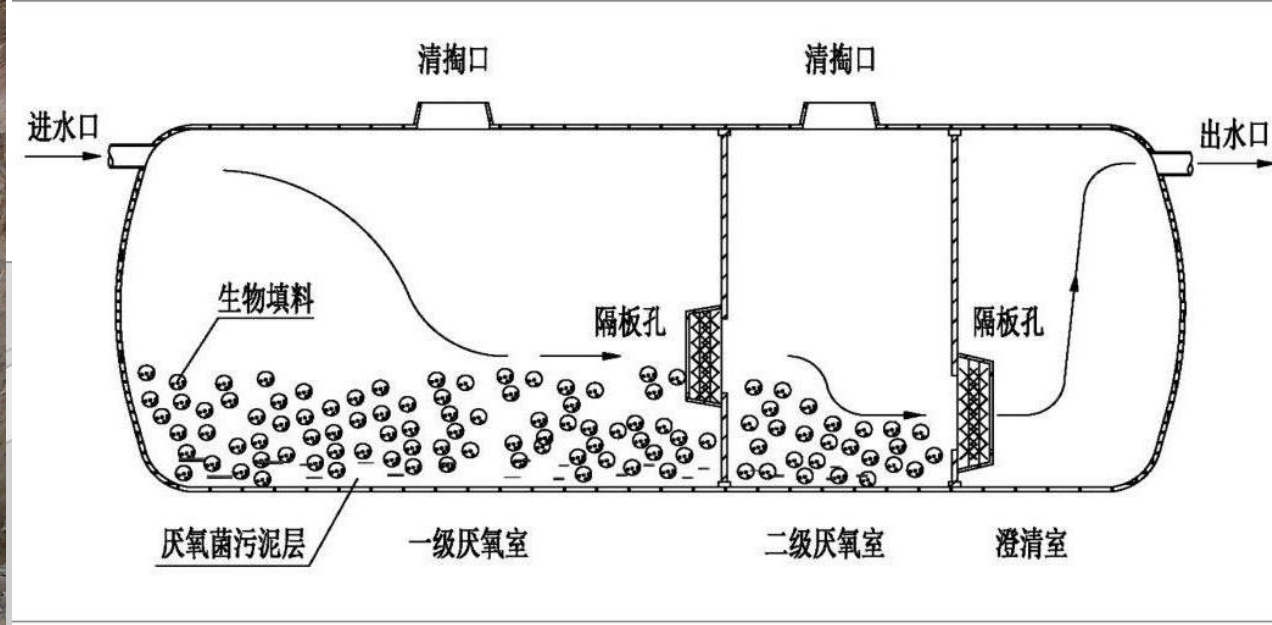 清掏口
清掏口
进水口
出水口
生物填料
隔板孔
隔板孔
厌氧菌污泥层
一级厌氧室
二级厌氧室
澄清室